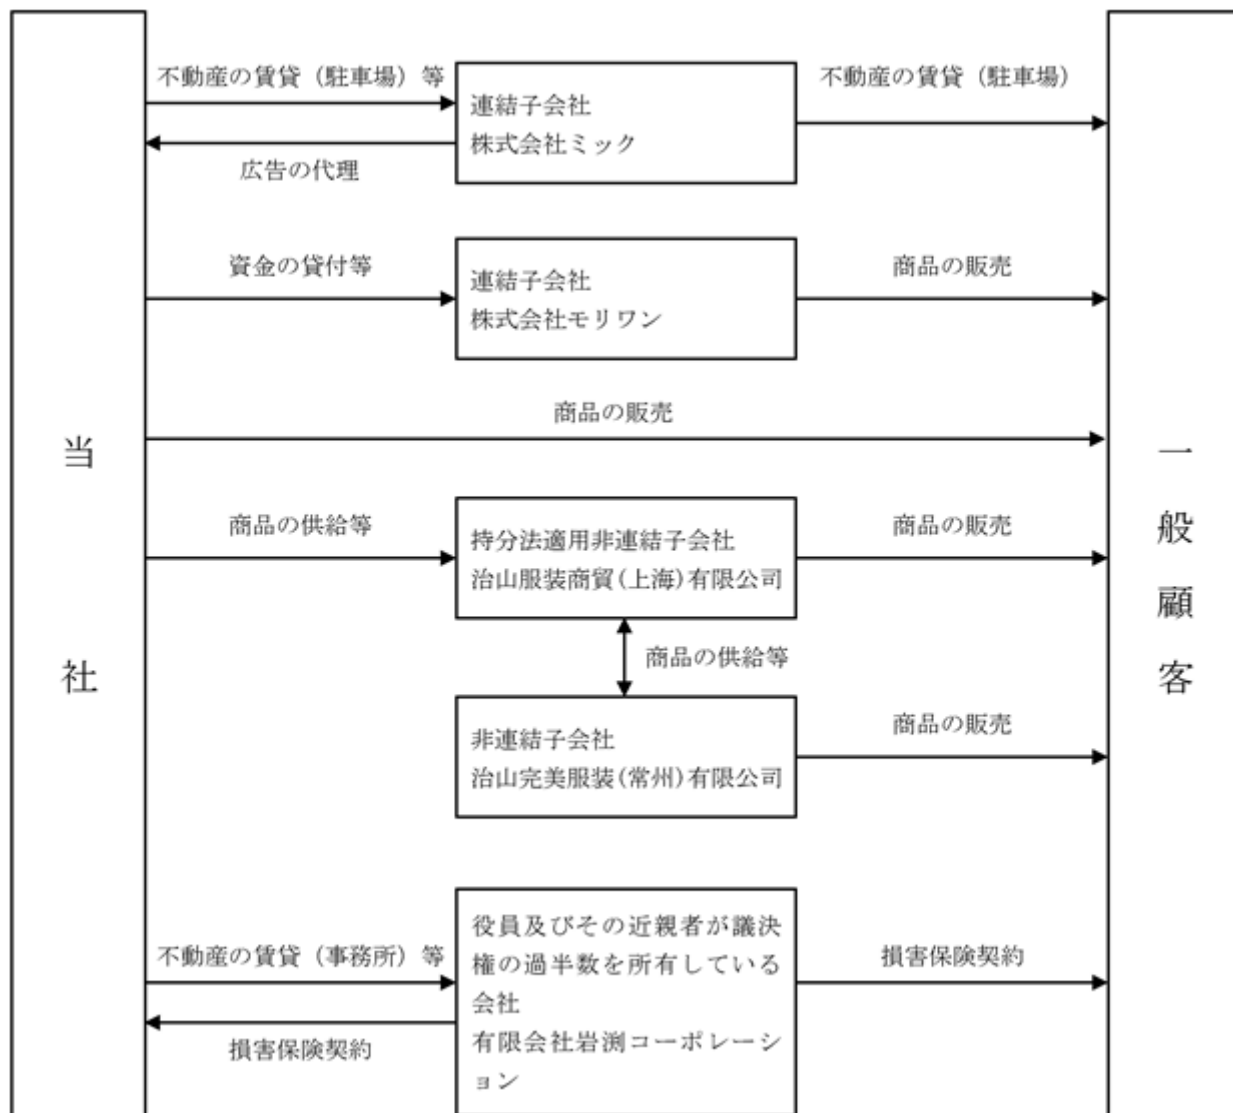 不動産の賃貸（駐車場）等
連結子会社
株式会社ミック
不動産の賃貸（駐車場）
広告の代理
資金の貸付等
連結子会社
株式会社モリワン
商品の販売
商品の販売
当社
一般顧客
商品の供給等
持分法適用非連結子会社
治山服装商貿(上海)有限公司
商品の販売
商品の供給等
非連結子会社
治山完美服装(常州)有限公司
商品の販売
不動産の賃貸（事務所）等
役員及びその近親者が議決
権の過半数を所有している
会社
有限会社岩渕コーポレーシ
ョン
損害保険契約
損害保険契約